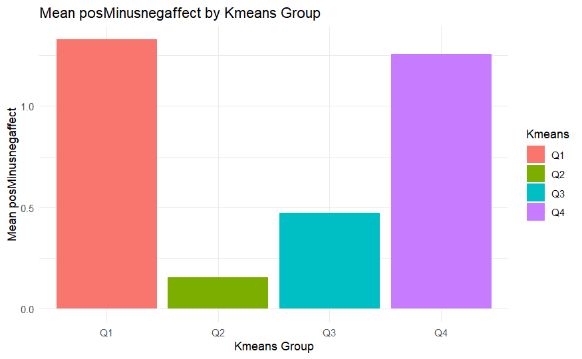 Mean posMinusnegaffect by Kmeans Group
Mean posMinusnegaffect
1.0
0.5
0.0
Q1 Q2 Q3 Q4
Kmeans Group
Kmeans
Q1
Q2
Q3
Q4